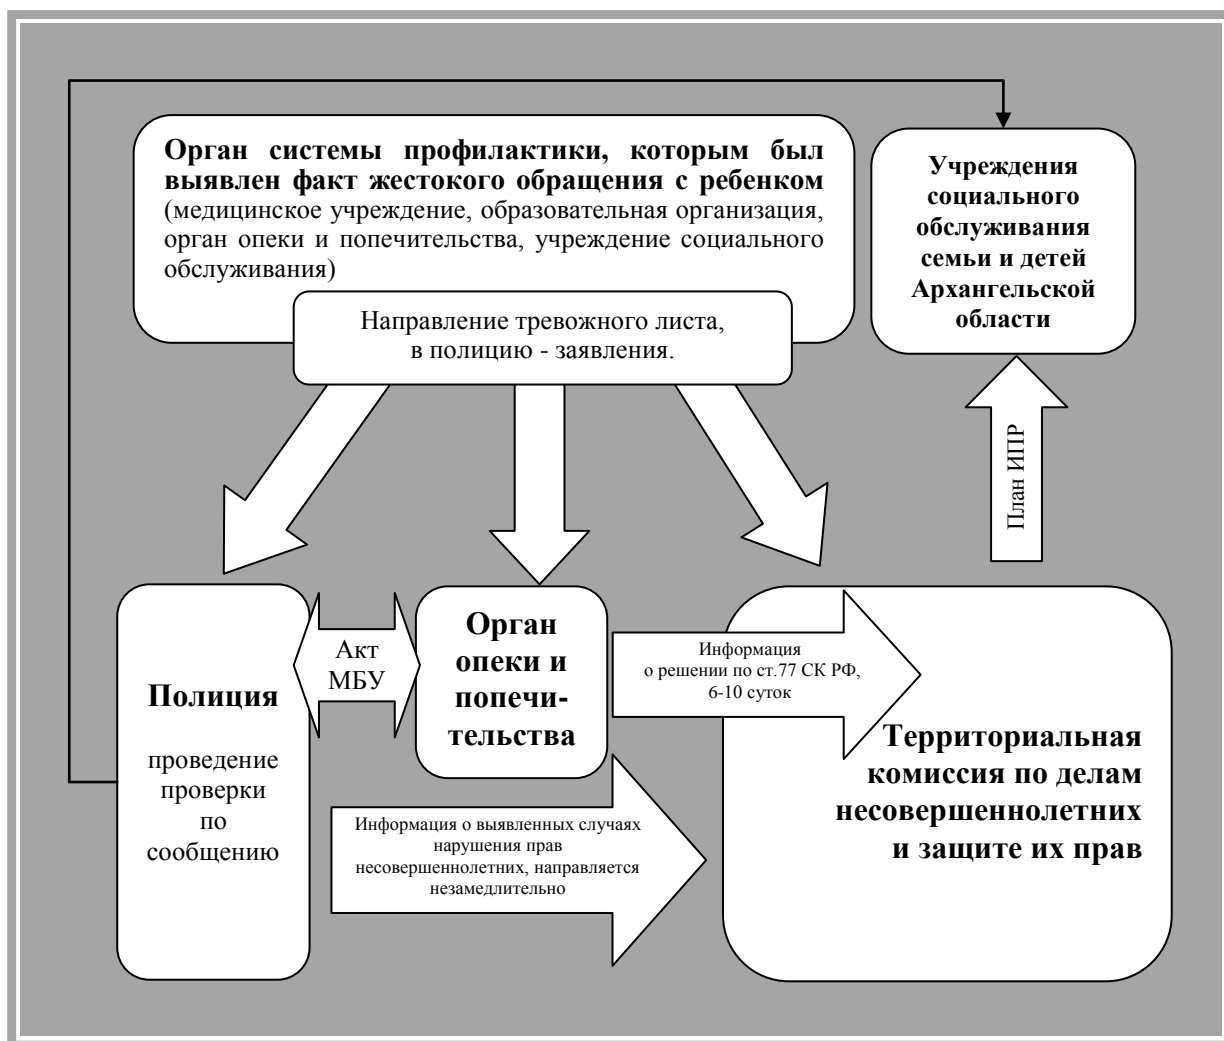 Орган системы профилактики, которым был
выявлен факт жестокого обращения с ребенком
(медицинское учреждение, образовательная организация,
орган опеки и попечительства, учреждение социального
обслуживания)
Направление тревожного листа,
в полицию - заявления.
Учреждения
социального
обслуживания
семьи и детей
Архангельской
области
План ИПР
Полиция
проведение
проверки
по
сообщению
Акт
МБУ
Орган
опеки и
попечи-
тельства
Информация
о решении по ст.77 СК РФ,
6-10 суток
Информация о выявленных случаях
нарушения прав
несовершеннолетних, направляется
незамедлительно
Территориальная
комиссия по делам
несовершеннолетних
и защите их прав